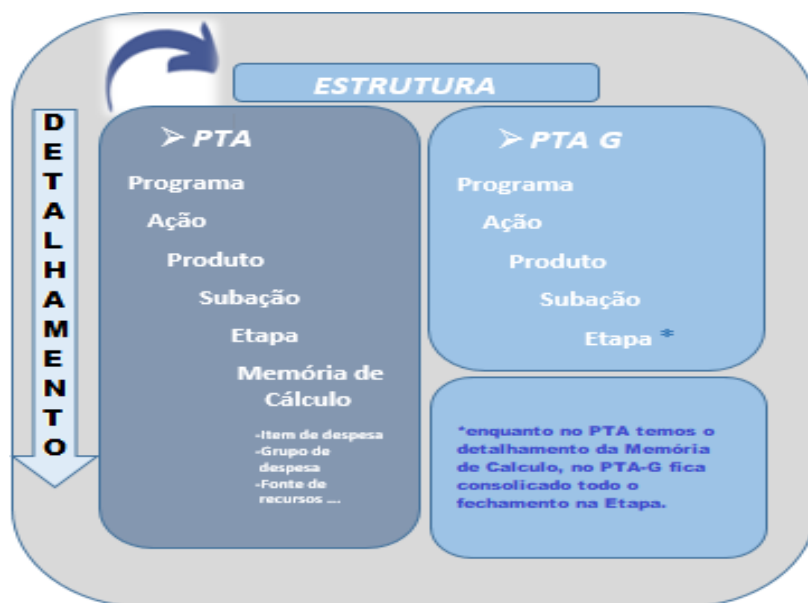 ESTRUTURA
DETALHAMENTO
➢ PTA
Programa
Ação
Produto
Subação
Etapa
Memória de
Cálculo
-Item de despesa
-Grupo de
despesa
-Fonte de
recursos ...
➢ PTA G
Programa
Ação
Produto
Subação
Etapa *
*enquanto no PTA temos o
detalhamento da Memória
de Calculo, no PTA-G fica
consolicado todo o
fechamento na Etapa.